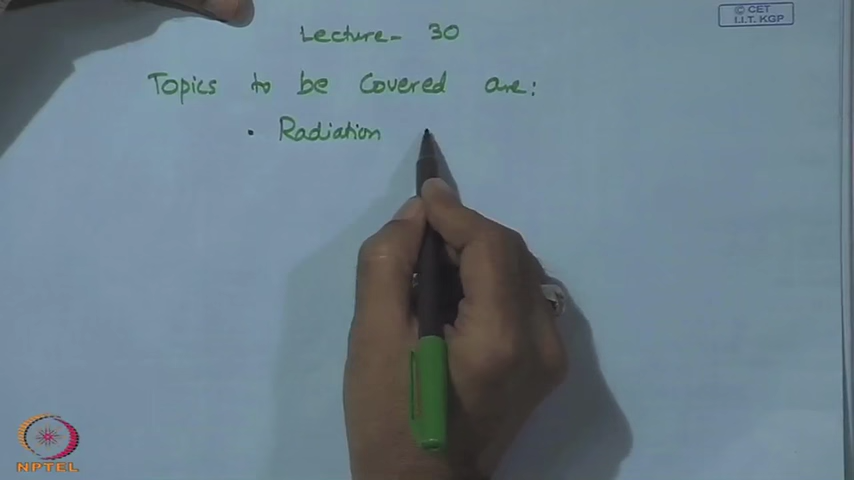 © CET
I.I.T. KGP
Lecture- 30
Topics to be Covered are:
• Radiation
NPTEL